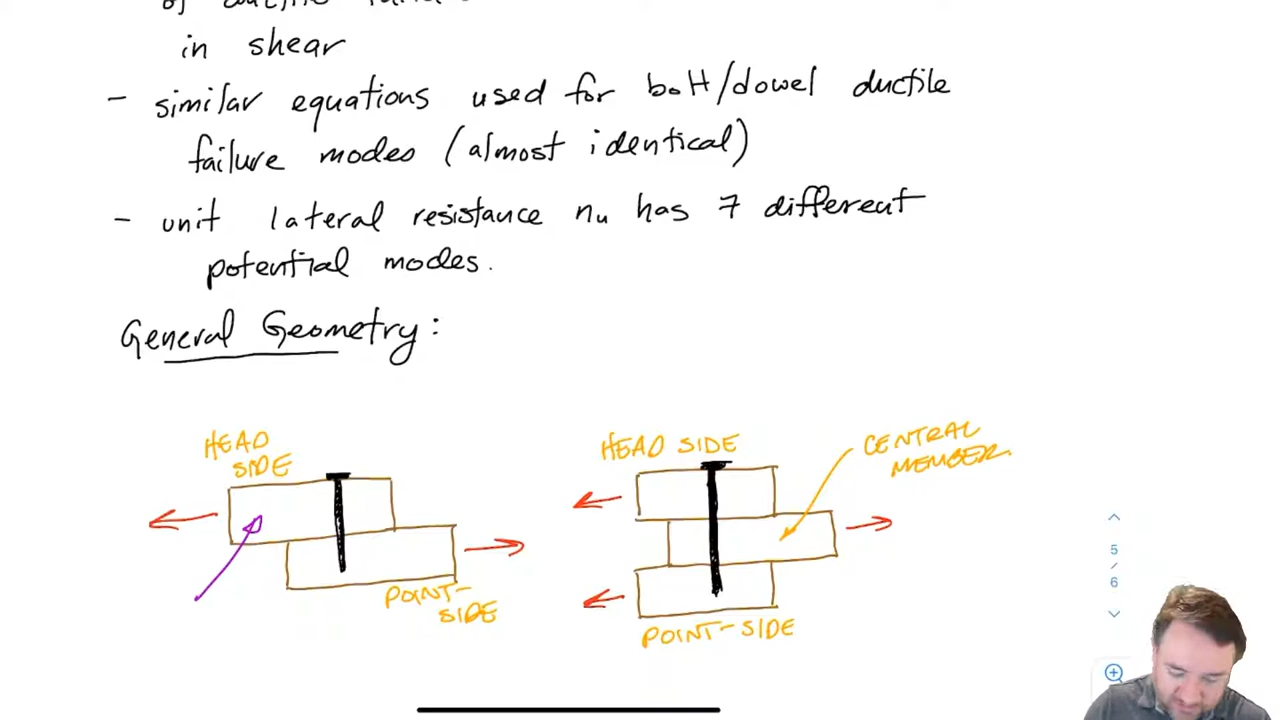 in shear
- similar equations used for bolt/dowel ductile
failure modes (almost identical)
- unit lateral resistance nu has 7 different
potential modes.
General Geometry:
HEAD
SIDE
POINT-
SIDE
HEAD SIDE
CENTRAL
MEMBER
POINT-SIDE
5
/
6